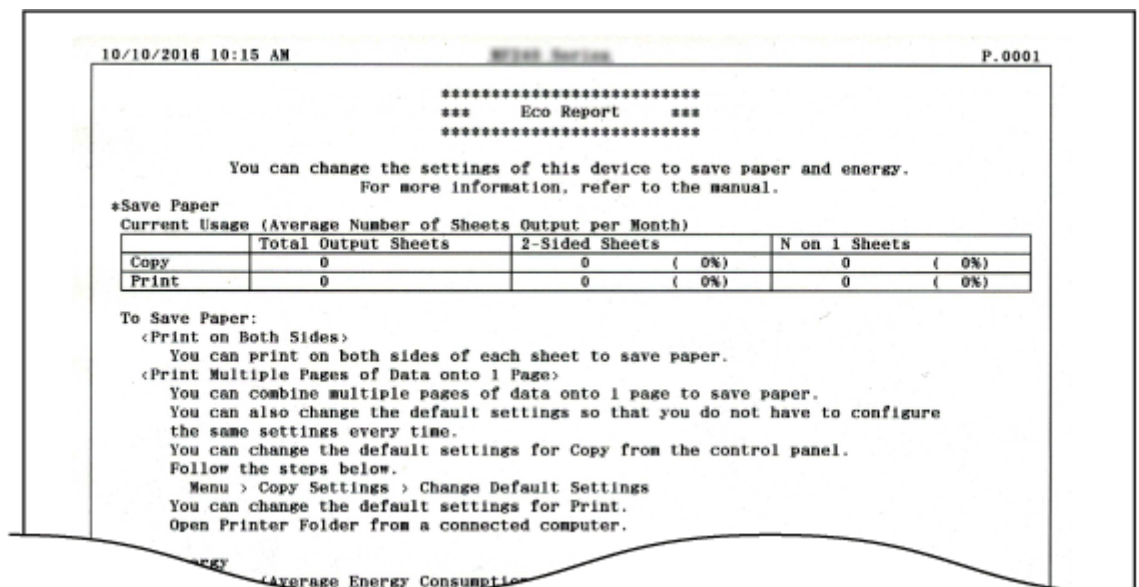 10/10/2016 10:15 AM P.0001
***************************
*** Eco Report ***
***************************
You can change the settings of this device to save paper and energy.
For more information, refer to the manual.
*Save Paper
Current Usage (Average Number of Sheets Output per Month)
Total Output Sheets 2-Sided Sheets N on 1 Sheets
Copy 0 0 ( 0%) 0 ( 0%)
Print 0 0 ( 0%) 0 ( 0%)
To Save Paper:
<Print on Both Sides>
You can print on both sides of each sheet to save paper.
<Print Multiple Pages of Data onto 1 Page>
You can combine multiple pages of data onto 1 page to save paper.
You can also change the default settings so that you do not have to configure
the same settings every time.
You can change the default settings for Copy from the control panel.
Follow the steps below.
Menu > Copy Settings > Change Default Settings
You can change the default settings for Print.
Open Printer Folder from a connected computer.
(Average Energy